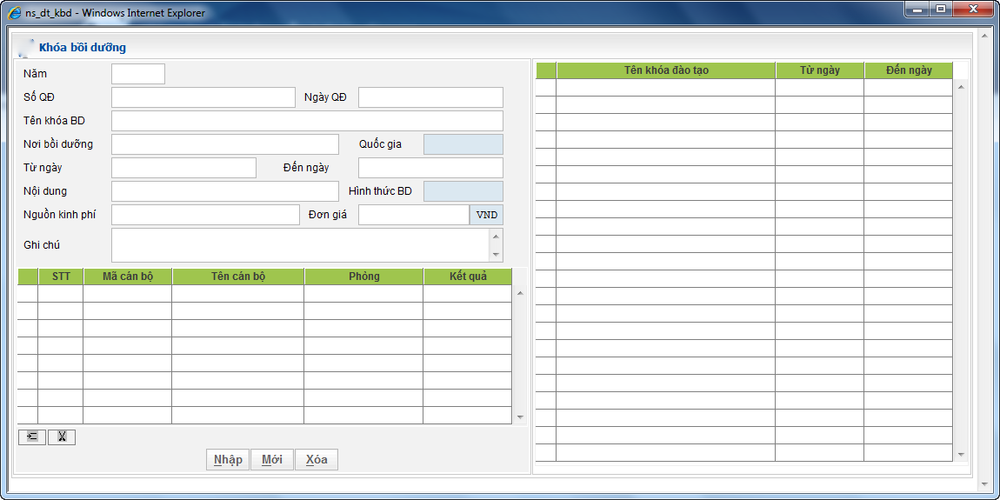 ns_dt_kbd - Windows Internet Explorer
Khóa bồi dưỡng
Năm
Số QĐ Ngày QĐ
Tên khóa BD
Nơi bồi dưỡng Quốc gia
Từ ngày Đến ngày
Nội dung Hình thức BD
Nguồn kinh phí Đơn giá VND
Ghi chú
STT Mã cán bộ Tên cán bộ Phòng Kết quả
Nhập Mới Xóa
Tên khóa đào tạo Từ ngày Đến ngày